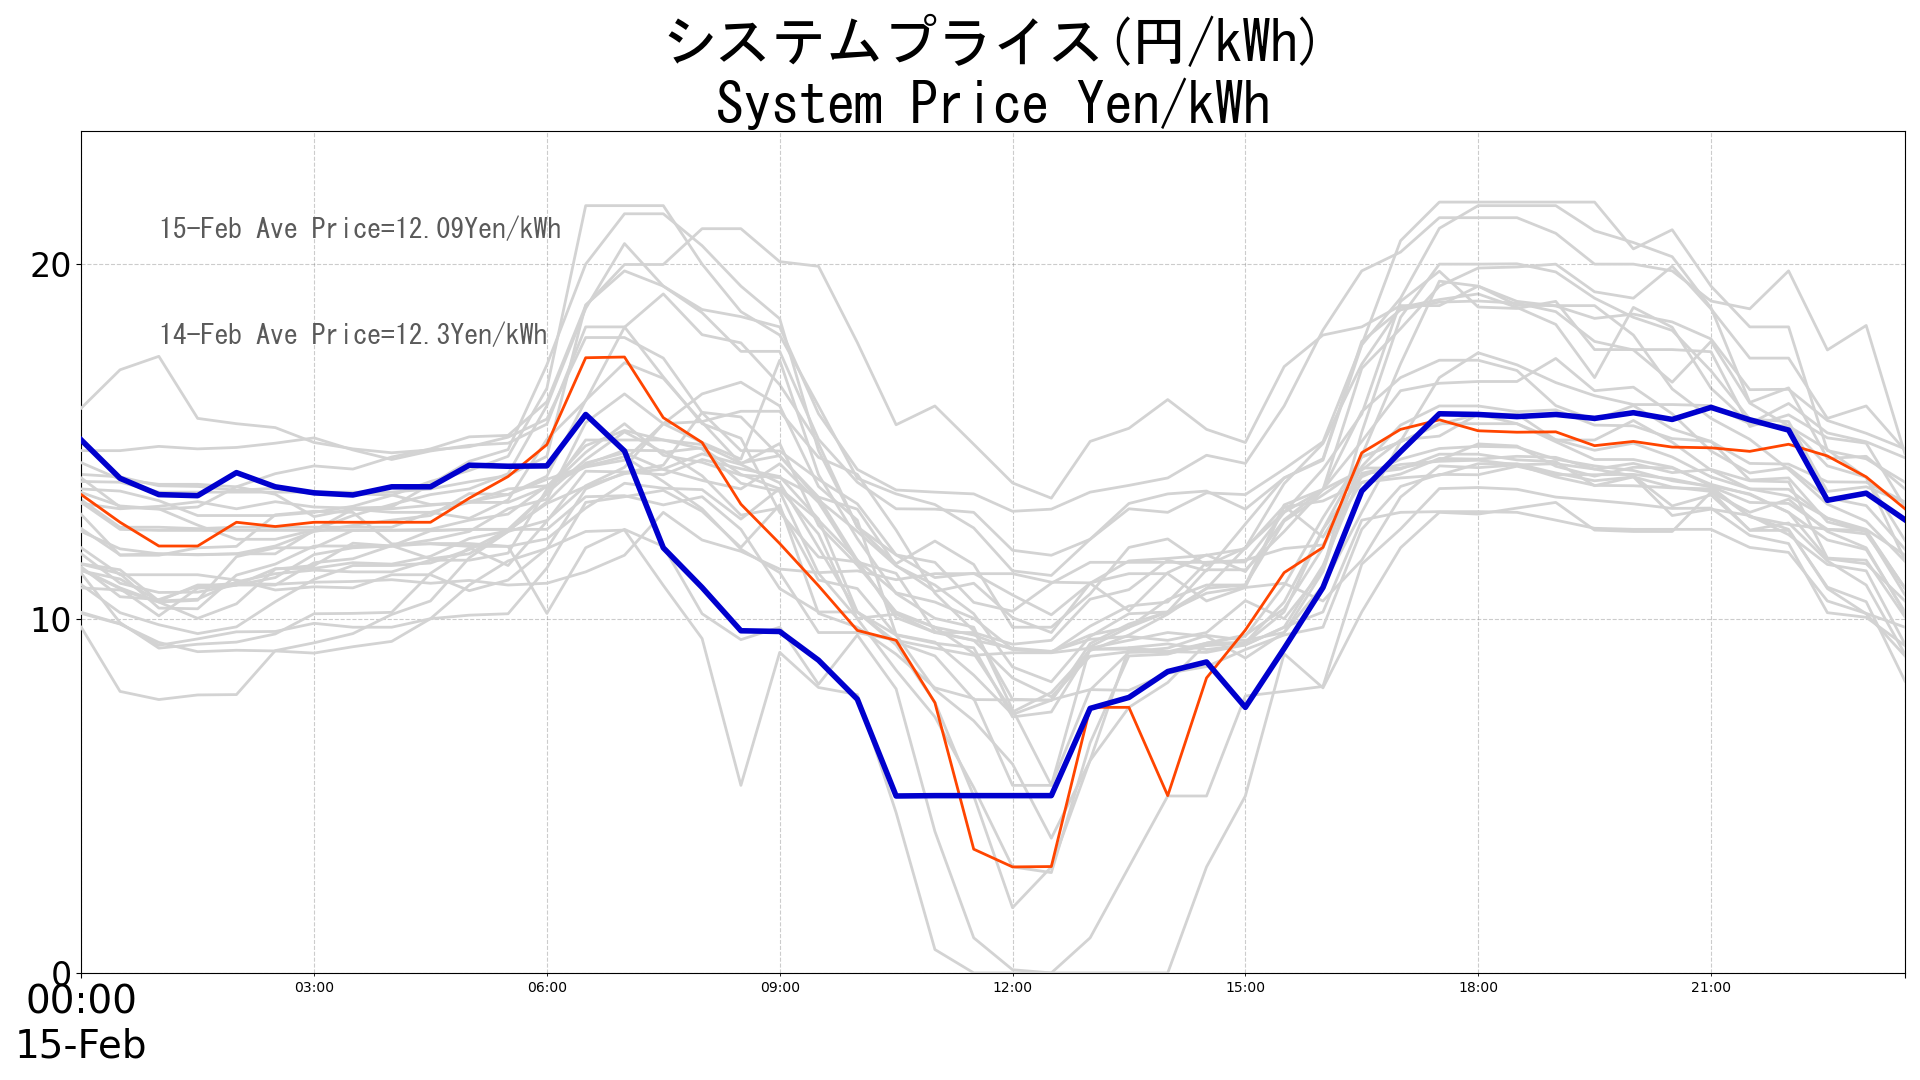 システムプライス(円/kWh)
System Price Yen/kWh
15-Feb Ave Price=12.09Yen/kWh
14-Feb Ave Price=12.3Yen/kWh
20
10
0
00:00
03:00
06:00
09:00
12:00
15:00
18:00
21:00
15-Feb